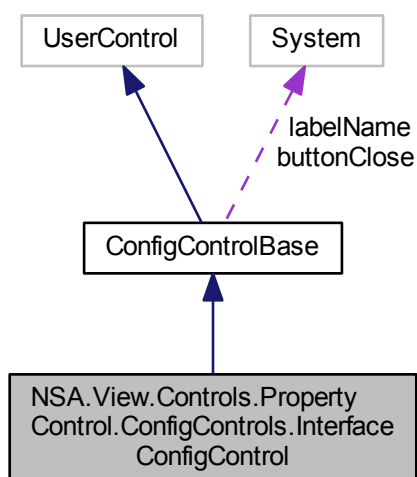 UserControl
System
labelName
buttonClose
ConfigControlBase
NSA.View.Controls.Property
Control.ConfigControls.Interface
ConfigControl